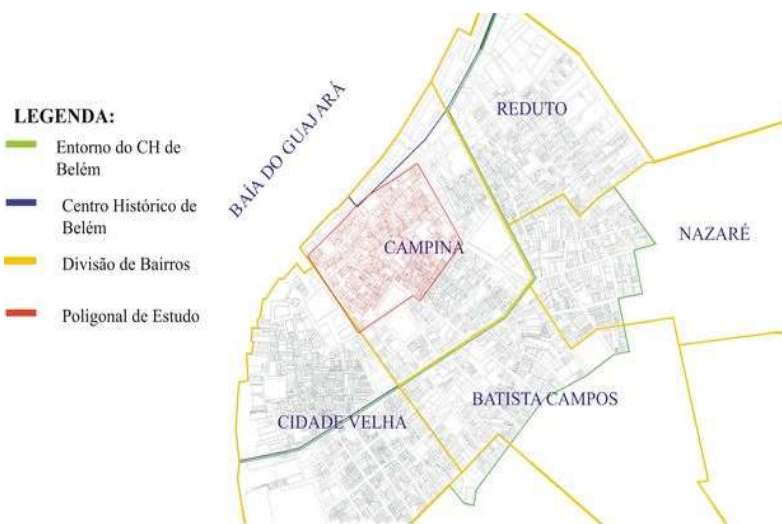 LEGENDA:
Entorno do CH de
Belém
Centro Histórico de
Belém
Divisão de Bairros
Poligonal de Estudo
BAÍA DO GUAJARÁ
REDUTO
NAZARÉ
CAMPINA
BATISTA CAMPOS
CIDADE VELHA